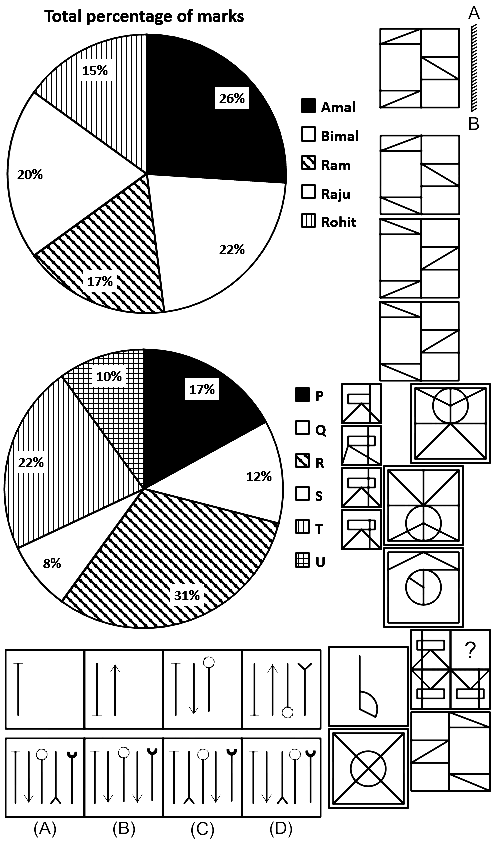 Total percentage of marks
15%
26%
20%
22%
17%
Amal
Bimal
Ram
Raju
Rohit
A
B
10%
17%
22%
12%
8%
31%
P
Q
R
S
T
U
?
(A) (B) (C) (D)